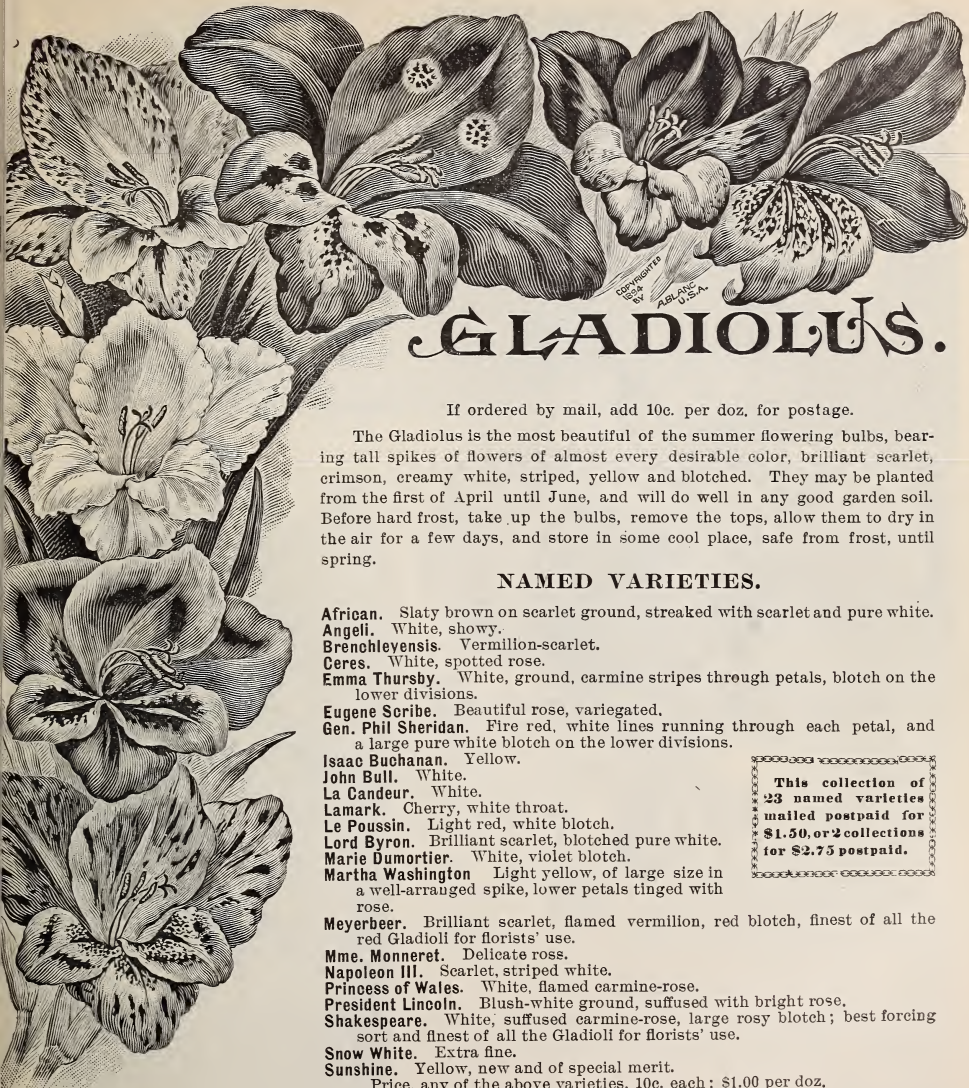 COPYRIGHTED
1894
BY A.BLANC
U.S.A.
GLADIOLUS.
If ordered by mail, add 10c. per doz. for postage.
The Gladiolus is the most beautiful of the summer flowering bulbs, bear-
ing tall spikes of flowers of almost every desirable color, brilliant scarlet,
crimson, creamy white, striped, yellow and blotched. They may be planted
from the first of April until June, and will do well in any good garden soil.
Before hard frost, take up the bulbs, remove the tops, allow them to dry in
the air for a few days, and store in some cool place, safe from frost, until
spring.
NAMED VARIETIES.
African. Slaty brown on scarlet ground, streaked with scarlet and pure white.
Angeli. White, showy.
Brenchleyensis. Vermilion-scarlet.
Ceres. White, spotted rose.
Emma Thursby. White, ground, carmine stripes through petals, blotch on the
lower divisions.
Eugene Scribe. Beautiful rose, variegated.
Gen. Phil Sheridan. Fire red, white lines running through each petal, and
a large pure white blotch on the lower divisions.
Isaac Buchanan. Yellow.
John Bull. White.
La Candeur. White.
Lamark. Cherry, white throat.
Le Poussin. Light red, white blotch.
Lord Byron. Brilliant scarlet, blotched pure white.
Marie Dumortier. White, violet blotch.
Martha Washington Light yellow, of large size in
a well-arranged spike, lower petals tinged with
rose.
This collection of
23 named varieties
mailed postpaid for
$1.50, or 2 collections
for $2.75 postpaid.
Meyerbeer. Brilliant scarlet, flamed vermilion, red blotch, finest of all the
red Gladioli for florists' use.
Mme. Monneret. Delicate ross.
Napoleon III. Scarlet, striped white.
Princess of Wales. White, flamed carmine-rose.
President Lincoln. Blush-white ground, suffused with bright rose.
Shakespeare. White, suffused carmine-rose, large rosy blotch; best forcing
sort and finest of all the Gladioli for florists' use.
Snow White. Extra fine.
Sunshine. Yellow, new and of special merit.
Price, any of the above varieties, 10c. each; $1.00 per doz.